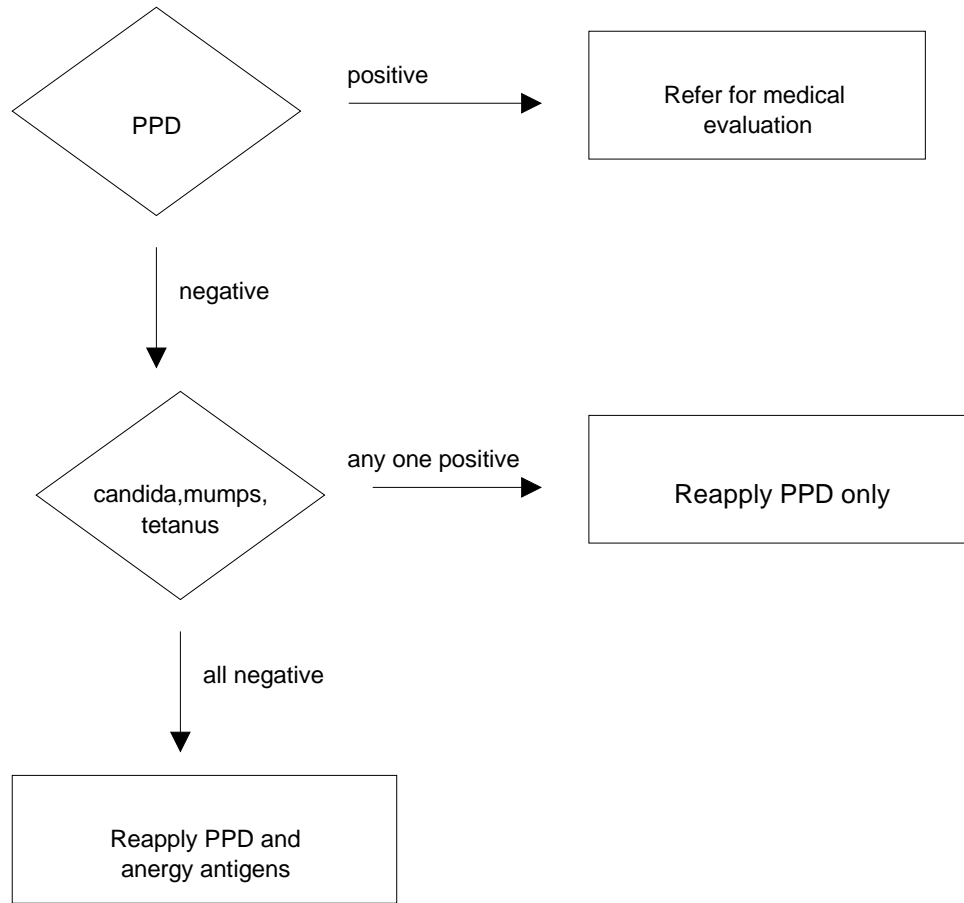 PPD
positive
Refer for medical
evaluation
negative
candida,mumps,
tetanus
any one positive
Reapply PPD only
all negative
Reapply PPD and
anergy antigens